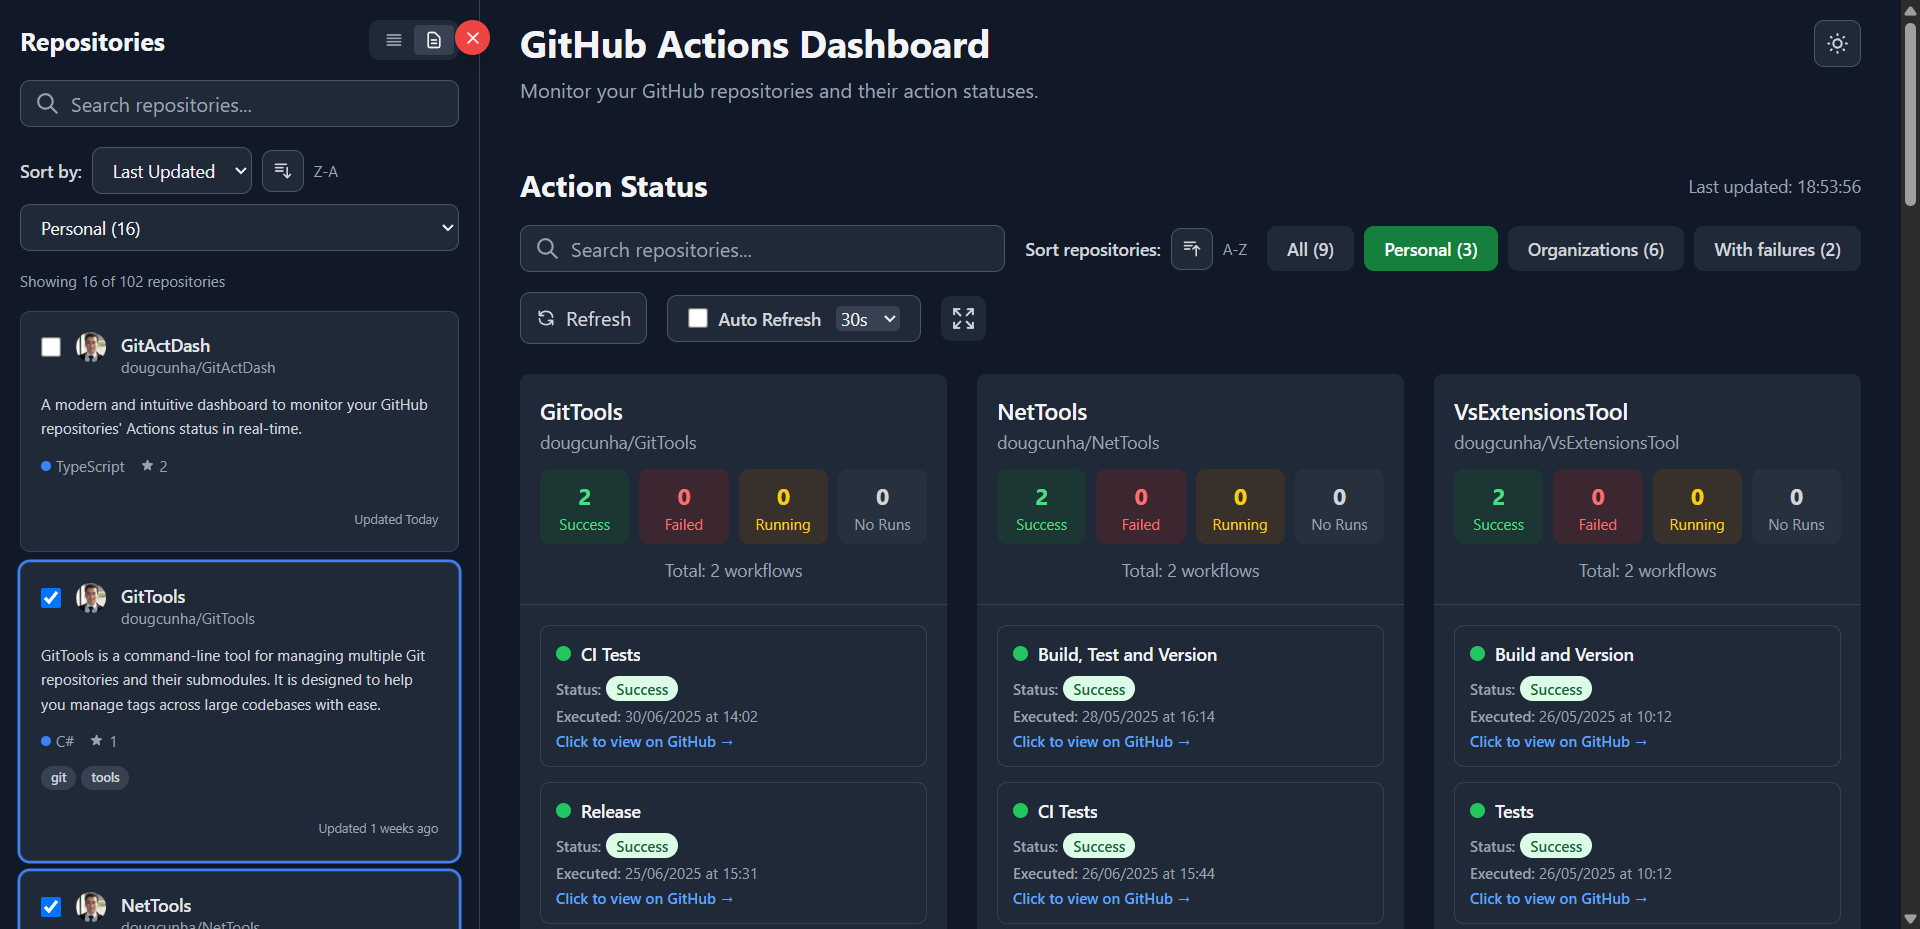 Repositories
Search repositories...
Sort by:
Last Updated
Z-A
Personal (16)
Showing 16 of 102 repositories
GitActDash
dougcunha/GitActDash
A modern and intuitive dashboard to monitor your GitHub
repositories' Actions status in real-time.
TypeScript
2
Updated Today
GitTools
dougcunha/GitTools
GitTools is a command-line tool for managing multiple Git
repositories and their submodules. It is designed to help
you manage tags across large codebases with ease.
C#
1
git
tools
Updated 1 weeks ago
NetTools
dougcunha/NetTools
GitHub Actions Dashboard
Monitor your GitHub repositories and their action statuses.
Action Status
Last updated: 18:53:56
Search repositories...
Sort repositories:
A-Z
All (9)
Personal (3)
Organizations (6)
With failures (2)
Refresh
Auto Refresh
30s
GitTools
dougcunha/GitTools
2
Success
0
Failed
0
Running
0
No Runs
Total: 2 workflows
CI Tests
Status: Success
Executed: 30/06/2025 at 14:02
Click to view on GitHub →
Release
Status: Success
Executed: 25/06/2025 at 15:31
Click to view on GitHub →
NetTools
dougcunha/NetTools
2
Success
0
Failed
0
Running
0
No Runs
Total: 2 workflows
Build, Test and Version
Status: Success
Executed: 28/05/2025 at 16:14
Click to view on GitHub →
CI Tests
Status: Success
Executed: 26/06/2025 at 15:44
Click to view on GitHub →
VsExtensionsTool
dougcunha/VsExtensionsTool
2
Success
0
Failed
0
Running
0
No Runs
Total: 2 workflows
Build and Version
Status: Success
Executed: 26/05/2025 at 10:12
Click to view on GitHub →
Tests
Status: Success
Executed: 26/05/2025 at 10:12
Click to view on GitHub →